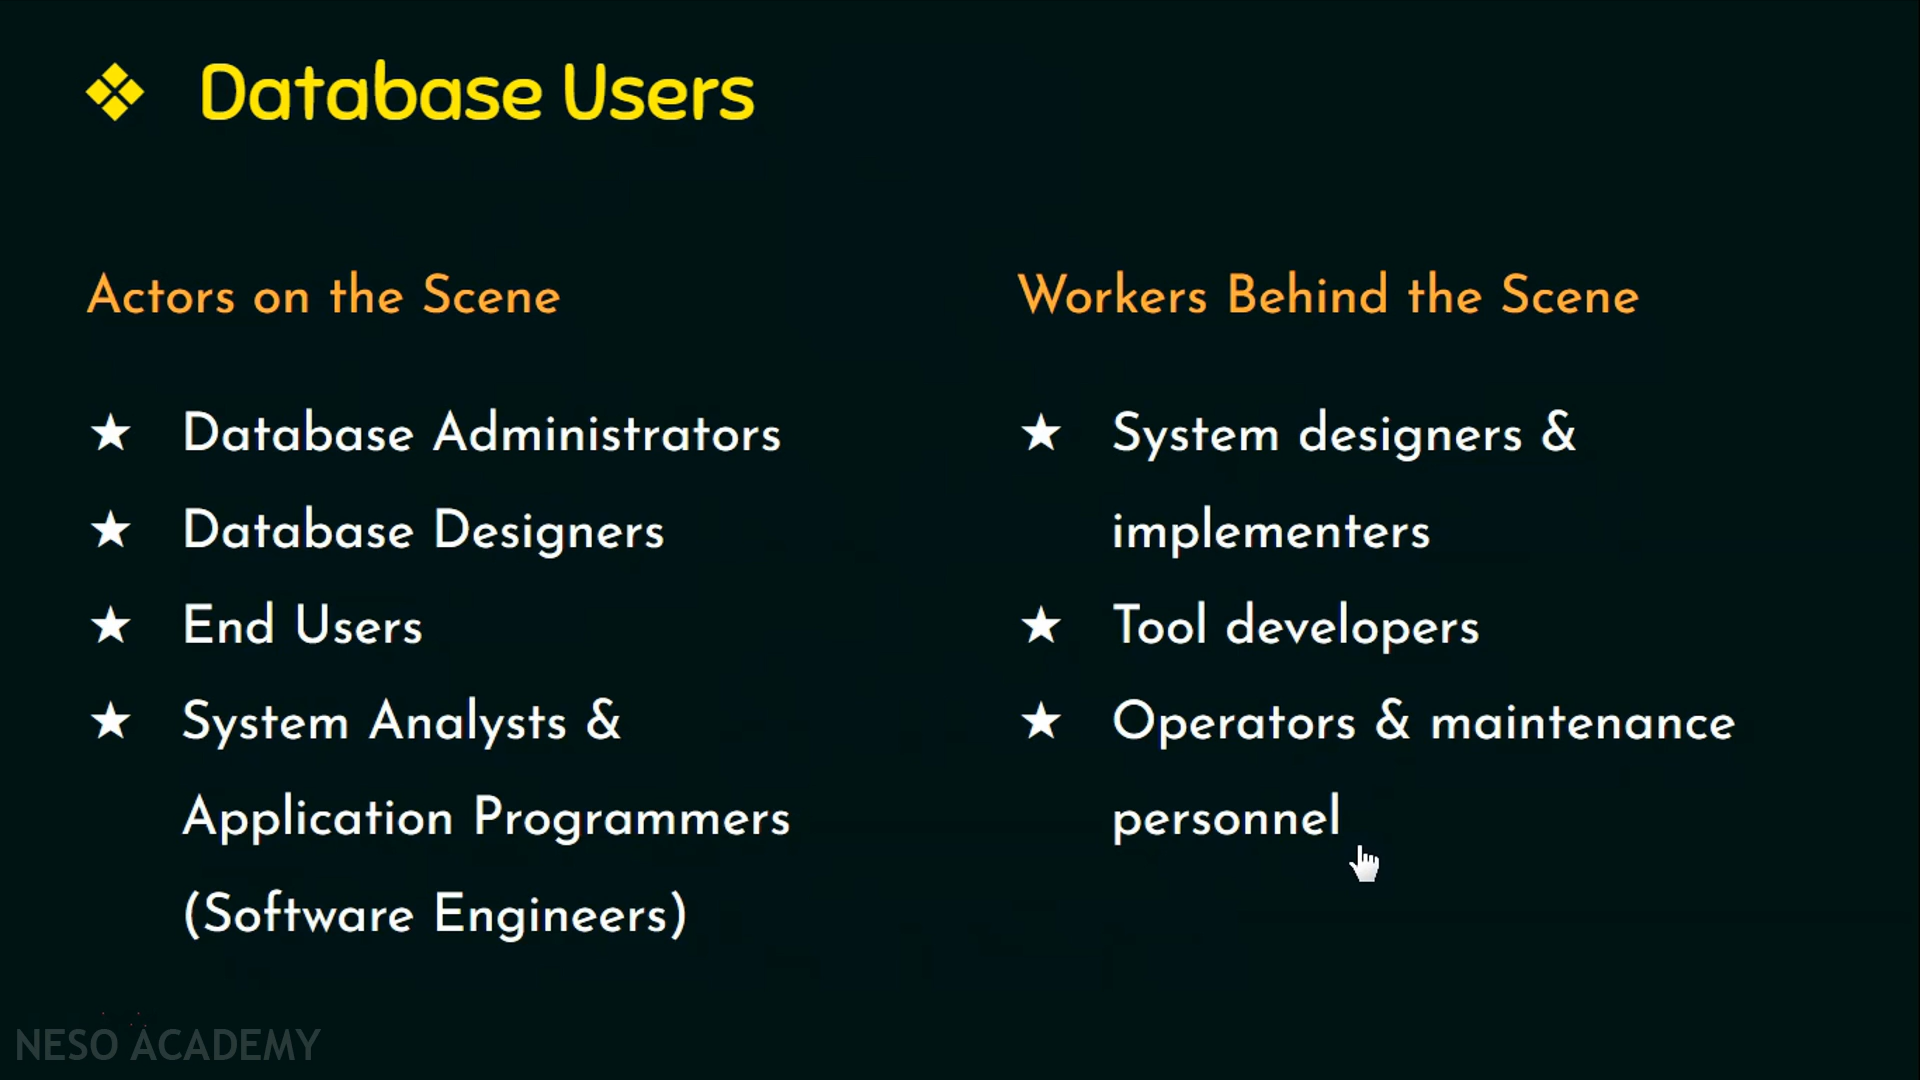 ❖ Database Users
Actors on the Scene
★ Database Administrators
★ Database Designers
★ End Users
★ System Analysts &
Application Programmers
(Software Engineers)
Workers Behind the Scene
★ System designers &
implementers
★ Tool developers
★ Operators & maintenance
personnel
NESO ACADEMY